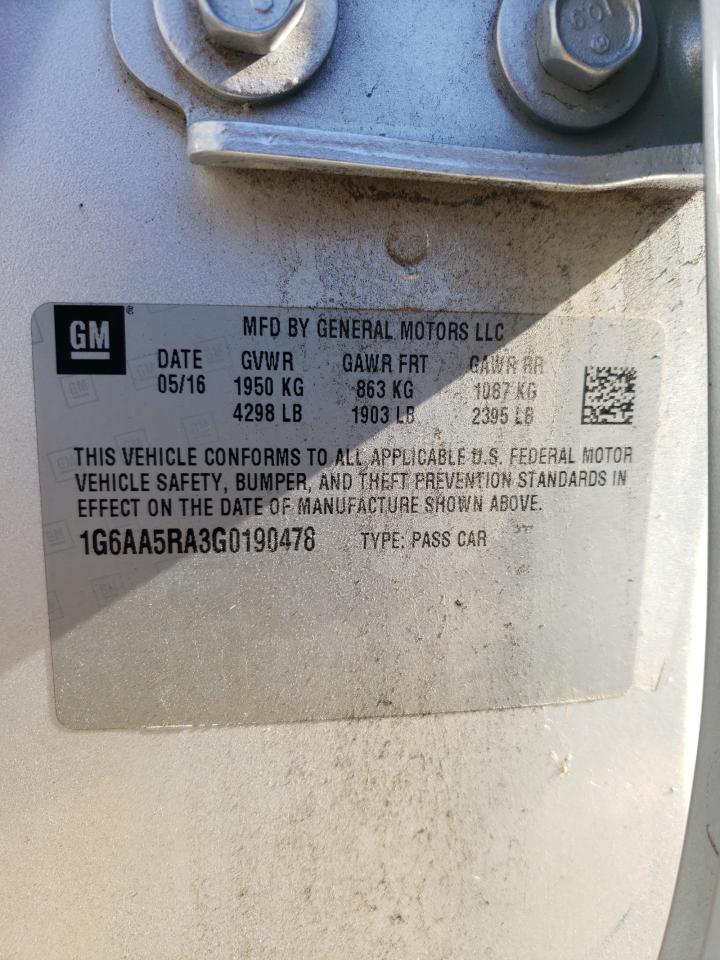 109
GM
MFD BY GENERAL MOTORS LLC
DATE GVWR GAWR FRT GAWR RR
05/16 1950 KG 863 KG 1087 KG
4298 LB 1903 LB 2395 LB
THIS VEHICLE CONFORMS TO ALL APPLICABLE U.S. FEDERAL MOTOR
VEHICLE SAFETY, BUMPER, AND THEFT PREVENTION STANDARDS IN
EFFECT ON THE DATE OF MANUFACTURE SHOWN ABOVE.
1G6AA5RA3G0190478 TYPE: PASS CAR